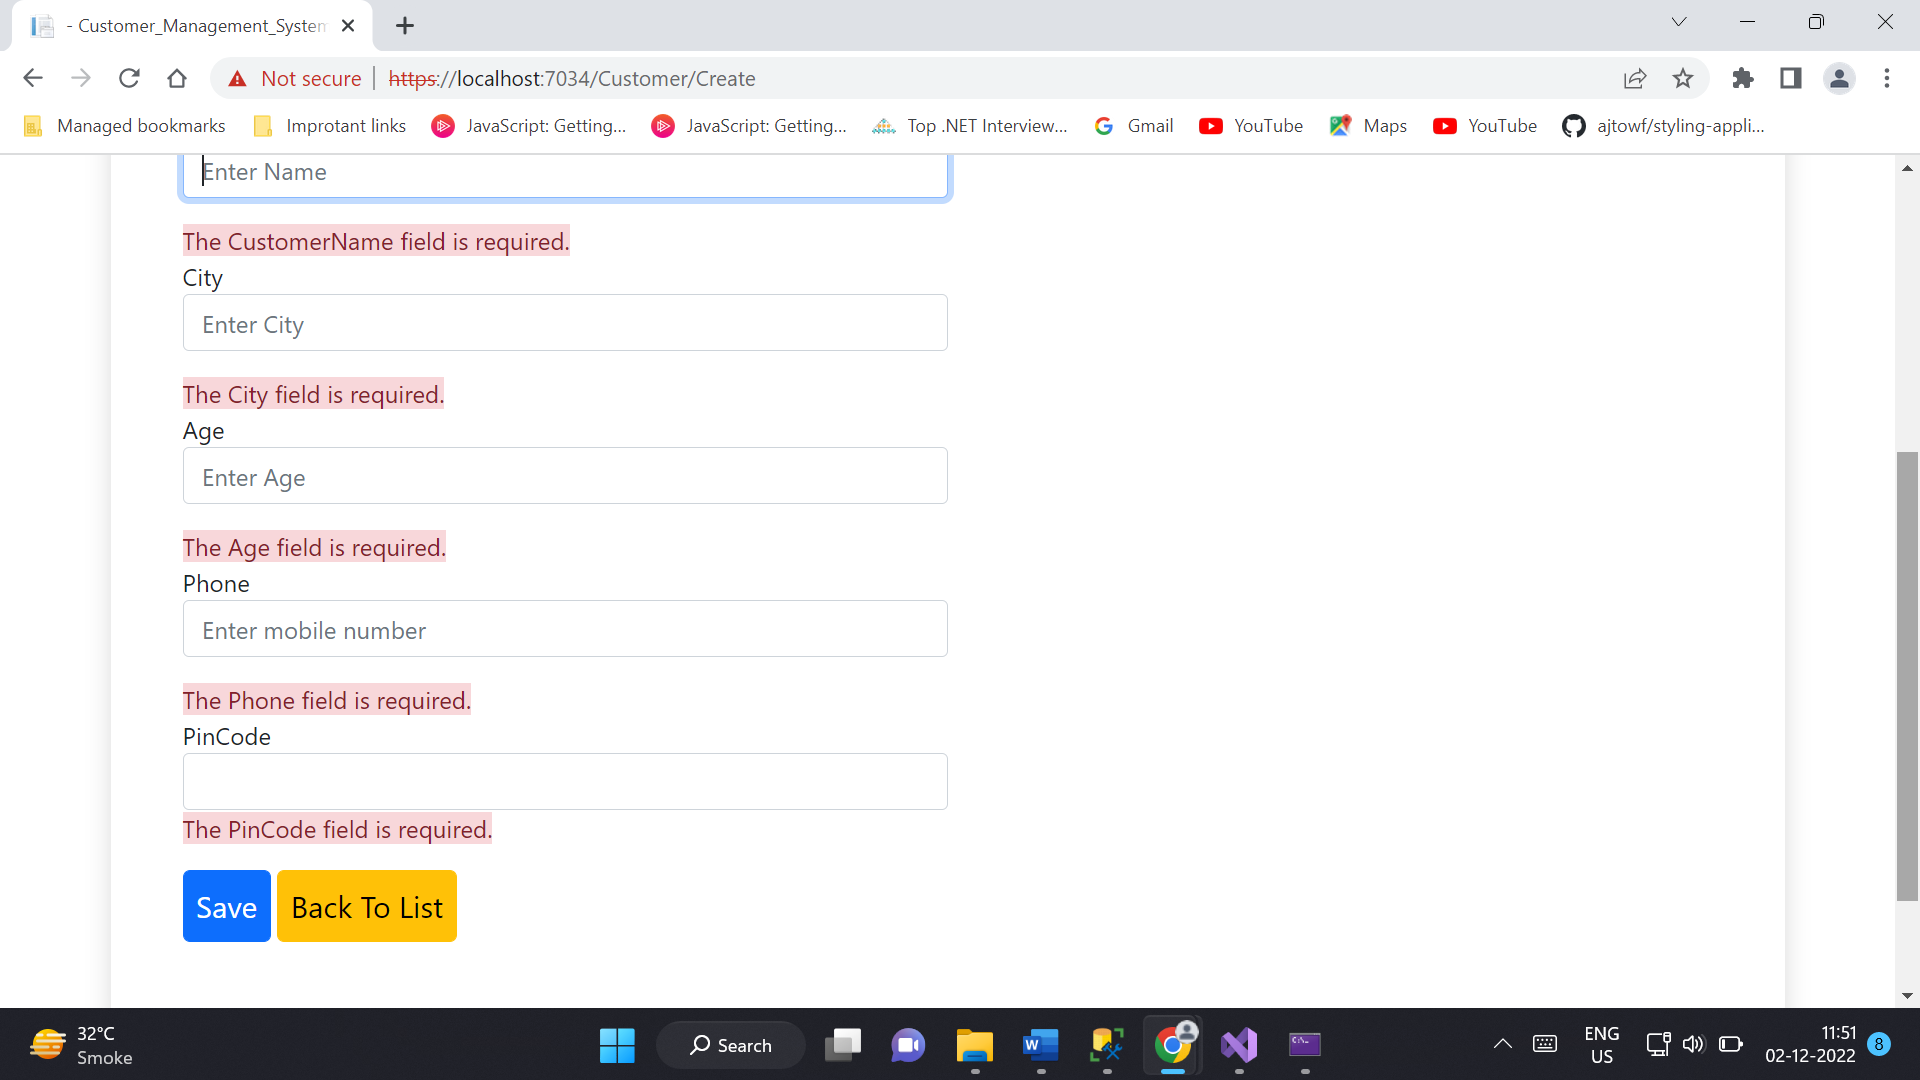 - Customer_Management_System
Not secure
https://localhost:7034/Customer/Create
Managed bookmarks
Improtant links
JavaScript: Getting...
JavaScript: Getting...
Top .NET Interview...
Gmail
YouTube
Maps
YouTube
ajtowf/styling-appli...
Enter Name
The CustomerName field is required.
City
Enter City
The City field is required.
Age
Enter Age
The Age field is required.
Phone
Enter mobile number
The Phone field is required.
PinCode
The PinCode field is required.
Save
Back To List
32°C
Smoke
Search
ENG
US
11:51
02-12-2022
8